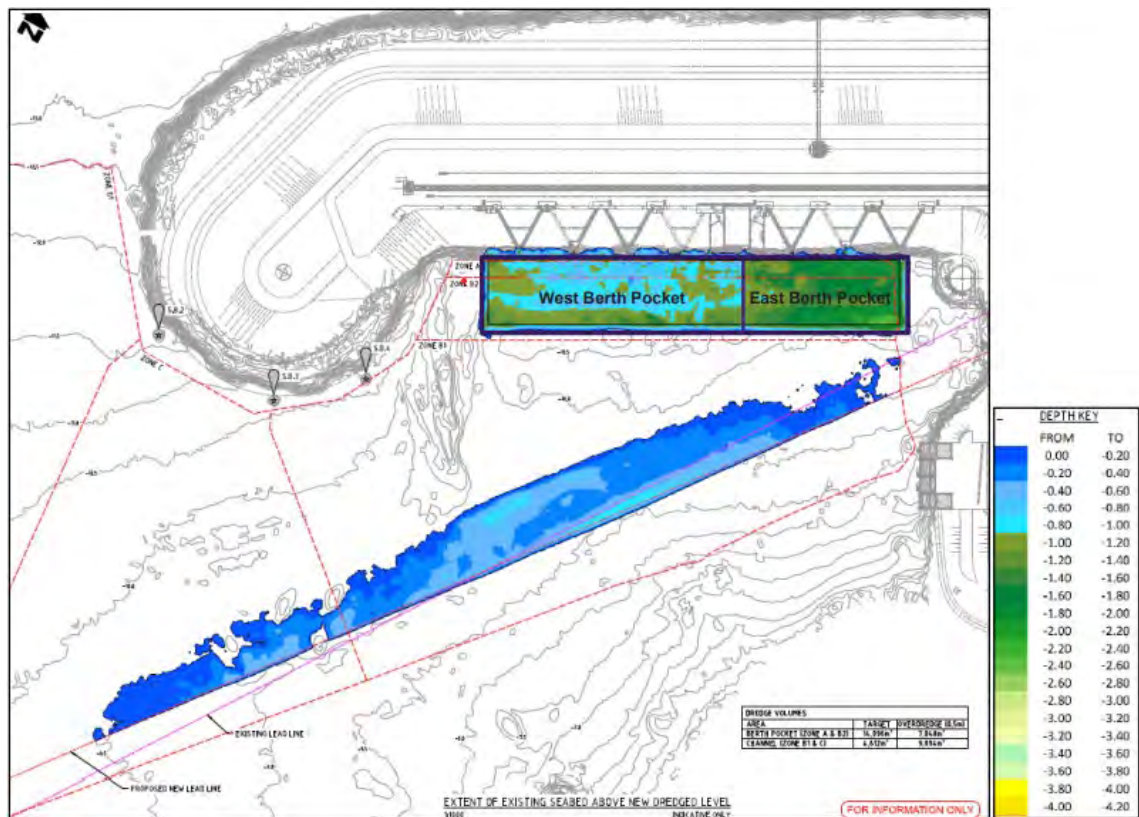 N
ZONE D1
S.B.2
S.B.3
S.B.4
ZONE C
ZONE A
ZONE B2
ZONE B1
West Berth Pocket
East Berth Pocket
EXISTING LEAD LINE
PROPOSED NEW LEAD LINE
DREDGE VOLUMES
AREA TARGET OVERDREDGE (0.5m)
BERTH POCKET (ZONE A & B2)
CHANNEL (ZONE B1 & C)
EXTENT OF EXISTING SEABED ABOVE NEW DREDGED LEVEL
INDICATIVE ONLY
FOR INFORMATION ONLY
DEPTH KEY
FROM TO
0.00 -0.20
-0.20 -0.40
-0.40 -0.60
-0.60 -0.80
-0.80 -1.00
-1.00 -1.20
-1.20 -1.40
-1.40 -1.60
-1.60 -1.80
-1.80 -2.00
-2.00 -2.20
-2.20 -2.40
-2.40 -2.60
-2.60 -2.80
-2.80 -3.00
-3.00 -3.20
-3.20 -3.40
-3.40 -3.60
-3.60 -3.80
-3.80 -4.00
-4.00 -4.20